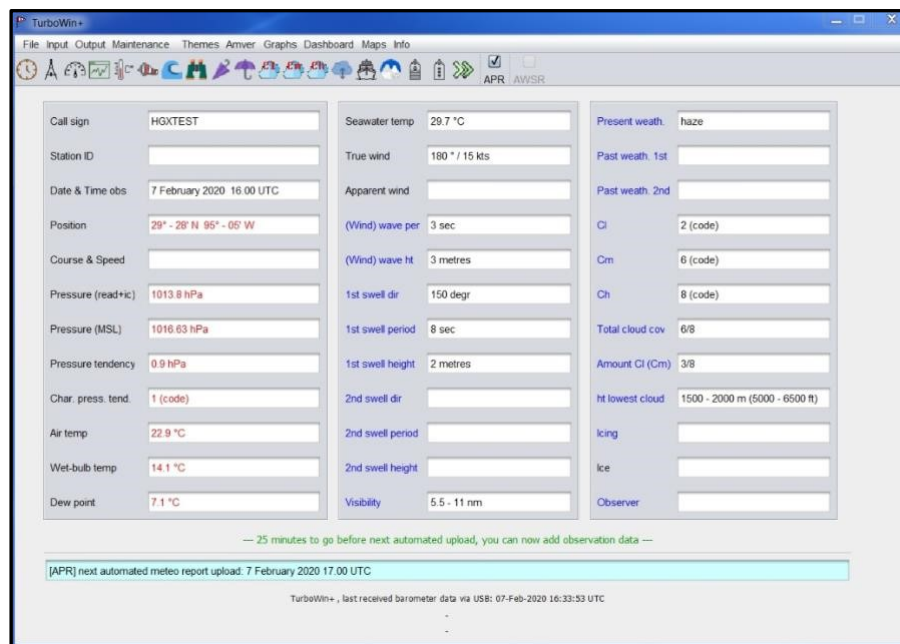 TurboWin+
File Input Output Maintenance Themes Amver Graphs Dashboard Maps Info
APR AWSR
Call sign HGXTEST
Station ID
Date & Time obs 7 February 2020 16.00 UTC
Position 29° - 28' N 95° - 05' W
Course & Speed
Pressure (read+ic) 1013.8 hPa
Pressure (MSL) 1016.63 hPa
Pressure tendency 0.9 hPa
Char. press. tend. 1 (code)
Air temp 22.9 °C
Wet-bulb temp 14.1 °C
Dew point 7.1 °C
Seawater temp 29.7 °C
True wind 180 ° / 15 kts
Apparent wind
(Wind) wave per 3 sec
(Wind) wave ht 3 metres
1st swell dir 150 degr
1st swell period 8 sec
1st swell height 2 metres
2nd swell dir
2nd swell period
2nd swell height
Visibility 5.5 - 11 nm
Present weath. haze
Past weath. 1st
Past weath. 2nd
Cl 2 (code)
Cm 6 (code)
Ch 8 (code)
Total cloud cov 6/8
Amount Cl (Cm) 3/8
ht lowest cloud 1500 - 2000 m (5000 - 6500 ft)
Icing
Ice
Observer
--- 25 minutes to go before next automated upload, you can now add observation data ---
[APR] next automated meteo report upload: 7 February 2020 17.00 UTC
TurboWin+ , last received barometer data via USB: 07-Feb-2020 16:33:53 UTC
-
-